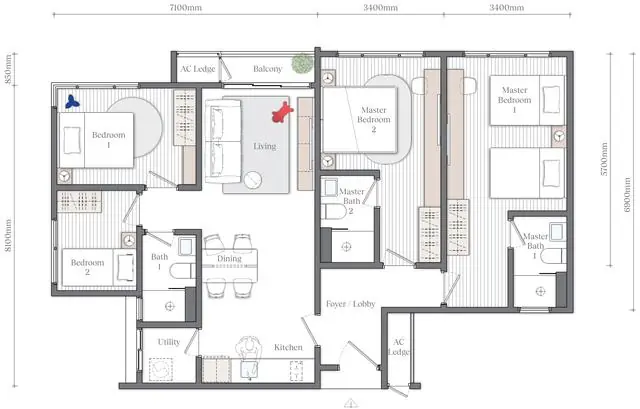 7100mm
3400mm
3400mm
850mm
8100mm
5700mm
6900mm
AC Ledge
Balcony
Bedroom
1
Living
Master
Bedroom
2
Master
Bedroom
1
Master
Bath
2
Bedroom
2
Bath
1
Dining
Master
Bath
1
Foyer / Lobby
Utility
Kitchen
AC
Ledge